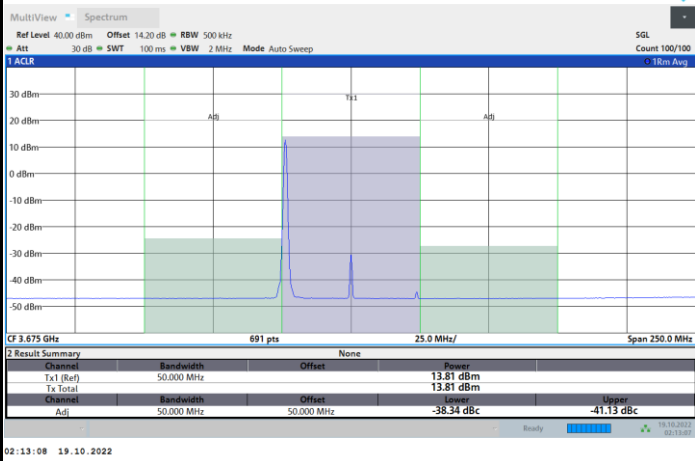 MultiView Spectrum
Ref Level 40.00 dBm Offset 14.20 dB RBW 500 kHz SGL
Att 30 dB SWT 100 ms VBW 2 MHz Mode Auto Sweep Count 100/100
1 ACLR 1Rm Avg
30 dBm
Tx1
20 dBm
Adj Adj
10 dBm
0 dBm
-10 dBm
-20 dBm
-30 dBm
-40 dBm
-50 dBm
CF 3.675 GHz 691 pts 25.0 MHz/ Span 250.0 MHz
2 Result Summary None
Channel Bandwidth Offset Power
Tx1 (Ref) 50.000 MHz 13.81 dBm
Tx Total 13.81 dBm
Channel Bandwidth Offset Lower Upper
Adj 50.000 MHz 50.000 MHz -38.34 dBc -41.13 dBc
Ready 19.10.2022
02:13:07
02:13:08 19.10.2022